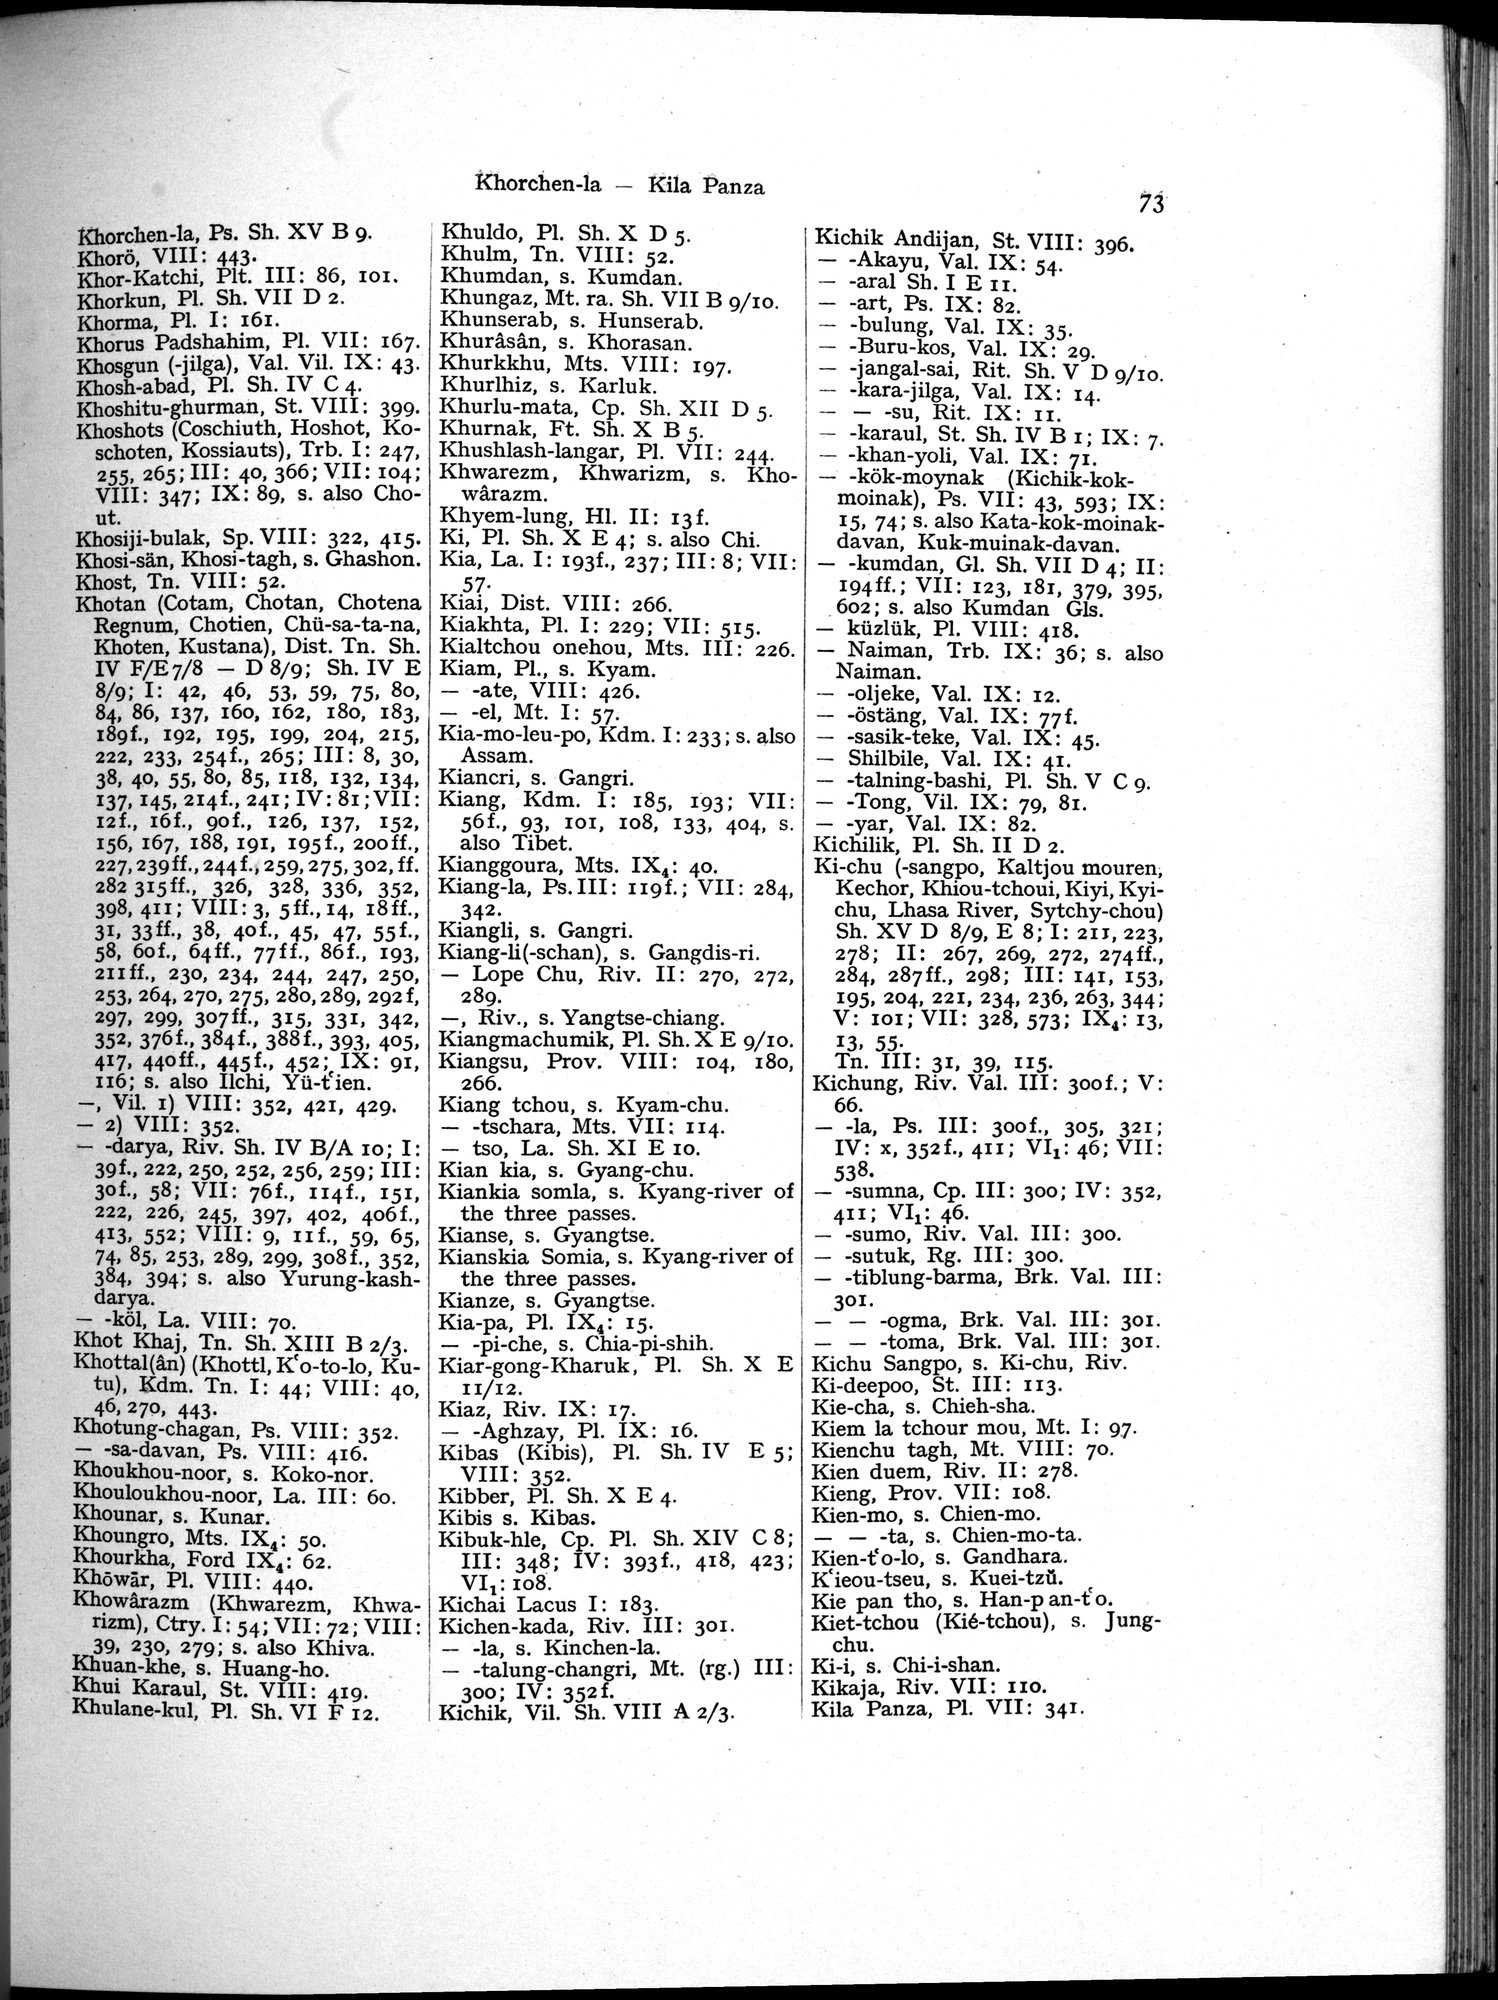 Khorchen-la — Kila Panza
73
Khorchen-la, Ps. Sh. XV B 9.
Khorö, VIII: 443.
Khor-Katchi, Plt. III: 86, 101.
Khorkun, Pl. Sh. VII D 2.
Khorma, Pl. I: 161.
Khorus Padshahim, Pl. VII: 167.
Khosgun (-jilga), Val. Vil. IX: 43.
Khosh-abad, Pl. Sh. IV C 4.
Khoshitu-ghurman, St. VIII: 399.
Khoshots (Coschiuth, Hoshot, Ko-
schoten, Kossiauts), Trb. I: 247,
255, 265; III: 40, 366; VII: 104;
VIII: 347; IX: 89, s. also Cho-
ut.
Khosiji-bulak, Sp. VIII: 322, 415.
Khosi-sän, Khosi-tagh, s. Ghashon.
Khost, Tn. VIII: 52.
Khotan (Cotam, Chotan, Chotena
Regnum, Chotien, Chü-sa-ta-na,
Khoten, Kustana), Dist. Tn. Sh.
IV F/E 7/8 — D 8/9; Sh. IV E
8/9; I: 42, 46, 53, 59, 75, 80,
84, 86, 137, 160, 162, 180, 183,
189f., 192, 195, 199, 204, 215,
222, 233, 254f., 265; III: 8, 30,
38, 40, 55, 80, 85, 118, 132, 134,
137, 145, 214f., 241; IV: 81; VII:
12f., 16f., 90f., 126, 137, 152,
156, 167, 188, 191, 195f., 200ff.,
227, 239ff., 244f., 259, 275, 302, ff.
282 315ff., 326, 328, 336, 352,
398, 411; VIII: 3, 5ff., 14, 18ff.,
31, 33ff., 38, 40f., 45, 47, 55f.,
58, 60f., 64ff., 77ff., 86f., 193,
211ff., 230, 234, 244, 247, 250,
253, 264, 270, 275, 280, 289, 292f,
297, 299, 307ff., 315, 331, 342,
352, 376f., 384f., 388f., 393, 405,
417, 440ff., 445f., 452; IX: 91,
116; s. also Ilchi, Yü-t'ien.
—, Vil. 1) VIII: 352, 421, 429.
— 2) VIII: 352.
— -darya, Riv. Sh. IV B/A 10; I:
39f., 222, 250, 252, 256, 259; III:
30f., 58; VII: 76f., 114f., 151,
222, 226, 245, 397, 402, 406f.,
413, 552; VIII: 9, 11f., 59, 65,
74, 85, 253, 289, 299, 308f., 352,
384, 394; s. also Yurung-kash-
darya.
— -köl, La. VIII: 70.
Khot Khaj, Tn. Sh. XIII B 2/3.
Khottal(ân) (Khottl, K'o-to-lo, Ku-
tu), Kdm. Tn. I: 44; VIII: 40,
46, 270, 443.
Khotung-chagan, Ps. VIII: 352.
— -sa-davan, Ps. VIII: 416.
Khoukhou-noor, s. Koko-nor.
Khouloukhou-noor, La. III: 60.
Khounar, s. Kunar.
Khoungro, Mts. IX₄: 50.
Khourkha, Ford IX₄: 62.
Khōwār, Pl. VIII: 440.
Khowârazm (Khwarezm, Khwa-
rizm), Ctry. I: 54; VII: 72; VIII:
39, 230, 279; s. also Khiva.
Khuan-khe, s. Huang-ho.
Khui Karaul, St. VIII: 419.
Khulane-kul, Pl. Sh. VI F 12.
Khuldo, Pl. Sh. X D 5.
Khulm, Tn. VIII: 52.
Khumdan, s. Kumdan.
Khungaz, Mt. ra. Sh. VII B 9/10.
Khunserab, s. Hunserab.
Khurâsân, s. Khorasan.
Khurkkhu, Mts. VIII: 197.
Khurlhiz, s. Karluk.
Khurlu-mata, Cp. Sh. XII D 5.
Khurnak, Ft. Sh. X B 5.
Khushlash-langar, Pl. VII: 244.
Khwarezm, Khwarizm, s. Kho-
wârazm.
Khyem-lung, Hl. II: 13f.
Ki, Pl. Sh. X E 4; s. also Chi.
Kia, La. I: 193f., 237; III: 8; VII:
57.
Kiai, Dist. VIII: 266.
Kiakhta, Pl. I: 229; VII: 515.
Kialtchou onehou, Mts. III: 226.
Kiam, Pl., s. Kyam.
— -ate, VIII: 426.
— -el, Mt. I: 57.
Kia-mo-leu-po, Kdm. I: 233; s. also
Assam.
Kiancri, s. Gangri.
Kiang, Kdm. I: 185, 193; VII:
56f., 93, 101, 108, 133, 404, s.
also Tibet.
Kianggoura, Mts. IX₄: 40.
Kiang-la, Ps. III: 119f.; VII: 284,
342.
Kiangli, s. Gangri.
Kiang-li(-schan), s. Gangdis-ri.
— Lope Chu, Riv. II: 270, 272,
289.
—, Riv., s. Yangtse-chiang.
Kiangmachumik, Pl. Sh. X E 9/10.
Kiangsu, Prov. VIII: 104, 180,
266.
Kiang tchou, s. Kyam-chu.
— -tschara, Mts. VII: 114.
— tso, La. Sh. XI E 10.
Kian kia, s. Gyang-chu.
Kiankia somla, s. Kyang-river of
the three passes.
Kianse, s. Gyangtse.
Kianskia Somia, s. Kyang-river of
the three passes.
Kianze, s. Gyangtse.
Kia-pa, Pl. IX₄: 15.
— -pi-che, s. Chia-pi-shih.
Kiar-gong-Kharuk, Pl. Sh. X E
11/12.
Kiaz, Riv. IX: 17.
— -Aghzay, Pl. IX: 16.
Kibas (Kibis), Pl. Sh. IV E 5;
VIII: 352.
Kibber, Pl. Sh. X E 4.
Kibis s. Kibas.
Kibuk-hle, Cp. Pl. Sh. XIV C 8;
III: 348; IV: 393f., 418, 423;
VI₁: 108.
Kichai Lacus I: 183.
Kichen-kada, Riv. III: 301.
— -la, s. Kinchen-la.
— -talung-changri, Mt. (rg.) III:
300; IV: 352f.
Kichik, Vil. Sh. VIII A 2/3.
Kichik Andijan, St. VIII: 396.
— -Akayu, Val. IX: 54.
— -aral Sh. I E 11.
— -art, Ps. IX: 82.
— -bulung, Val. IX: 35.
— -Buru-kos, Val. IX: 29.
— -jangal-sai, Rit. Sh. V D 9/10.
— -kara-jilga, Val. IX: 14.
— — -su, Rit. IX: 11.
— -karaul, St. Sh. IV B 1; IX: 7.
— -khan-yoli, Val. IX: 71.
— -kök-moynak (Kichik-kok-
moinak), Ps. VII: 43, 593; IX:
15, 74; s. also Kata-kok-moinak-
davan, Kuk-muinak-davan.
— -kumdan, Gl. Sh. VII D 4; II:
194ff.; VII: 123, 181, 379, 395,
602; s. also Kumdan Gls.
— küzlük, Pl. VIII: 418.
— Naiman, Trb. IX: 36; s. also
Naiman.
— -oljeke, Val. IX: 12.
— -östäng, Val. IX: 77f.
— -sasik-teke, Val. IX: 45.
— Shilbile, Val. IX: 41.
— -talning-bashi, Pl. Sh. V C 9.
— -Tong, Vil. IX: 79, 81.
— -yar, Val. IX: 82.
Kichilik, Pl. Sh. II D 2.
Ki-chu (-sangpo, Kaltjou mouren,
Kechor, Khiou-tchoui, Kiyi, Kyi-
chu, Lhasa River, Sytchy-chou)
Sh. XV D 8/9, E 8; I: 211, 223,
278; II: 267, 269, 272, 274ff.,
284, 287ff., 298; III: 141, 153,
195, 204, 221, 234, 236, 263, 344;
V: 101; VII: 328, 573; IX₄: 13,
13, 55.
Tn. III: 31, 39, 115.
Kichung, Riv. Val. III: 300f.; V:
66.
— -la, Ps. III: 300f., 305, 321;
IV: x, 352f., 411; VI₁: 46; VII:
538.
— -sumna, Cp. III: 300; IV: 352,
411; VI₁: 46.
— -sumo, Riv. Val. III: 300.
— -sutuk, Rg. III: 300.
— -tiblung-barma, Brk. Val. III:
301.
— — -ogma, Brk. Val. III: 301.
— — -toma, Brk. Val. III: 301.
Kichu Sangpo, s. Ki-chu, Riv.
Ki-deepoo, St. III: 113.
Kie-cha, s. Chieh-sha.
Kiem la tchour mou, Mt. I: 97.
Kienchu tagh, Mt. VIII: 70.
Kien duem, Riv. II: 278.
Kieng, Prov. VII: 108.
Kien-mo, s. Chien-mo.
— — -ta, s. Chien-mo-ta.
Kien-t'o-lo, s. Gandhara.
K'ieou-tseu, s. Kuei-tzŭ.
Kie pan tho, s. Han-p an-t'o.
Kiet-tchou (Kié-tchou), s. Jung-
chu.
Ki-i, s. Chi-i-shan.
Kikaja, Riv. VII: 110.
Kila Panza, Pl. VII: 341.